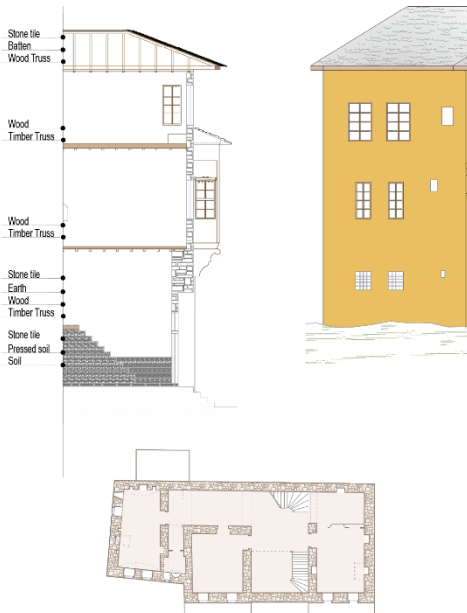 Stone tile
Batten
Wood Truss
Wood
Timber Truss
Wood
Timber Truss
Stone tile
Earth
Wood
Timber Truss
Stone tile
Pressed soil
Soil